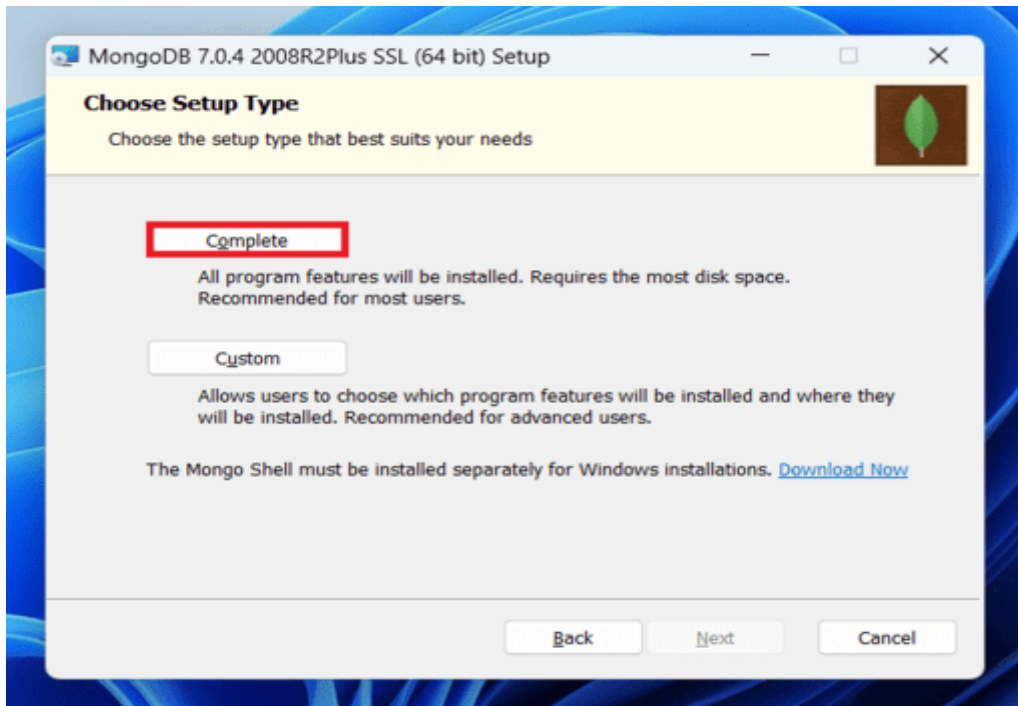 MongoDB 7.0.4 2008R2Plus SSL (64 bit) Setup
Choose Setup Type
Choose the setup type that best suits your needs
Complete
All program features will be installed. Requires the most disk space.
Recommended for most users.
Custom
Allows users to choose which program features will be installed and where they
will be installed. Recommended for advanced users.
The Mongo Shell must be installed separately for Windows installations. Download Now
Back Next Cancel